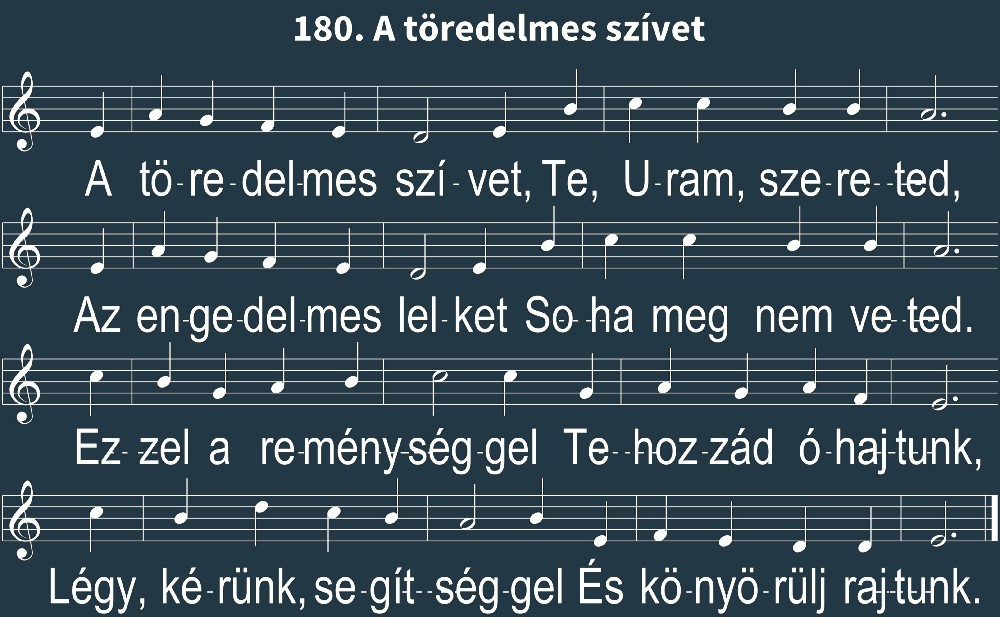 180. A töredelmes szívet
A tö-re-del-mes szí-vet, Te, U-ram, sze-re-ted,
Az en-ge-del-mes lel-ket So-ha meg nem ve-ted.
Ez-zel a re-mény-ség-gel Te-hoz-zád ó-haj-tunk,
Légy, ké-rünk, se-gít-ség-gel És kö-nyö-rülj raj-tunk.